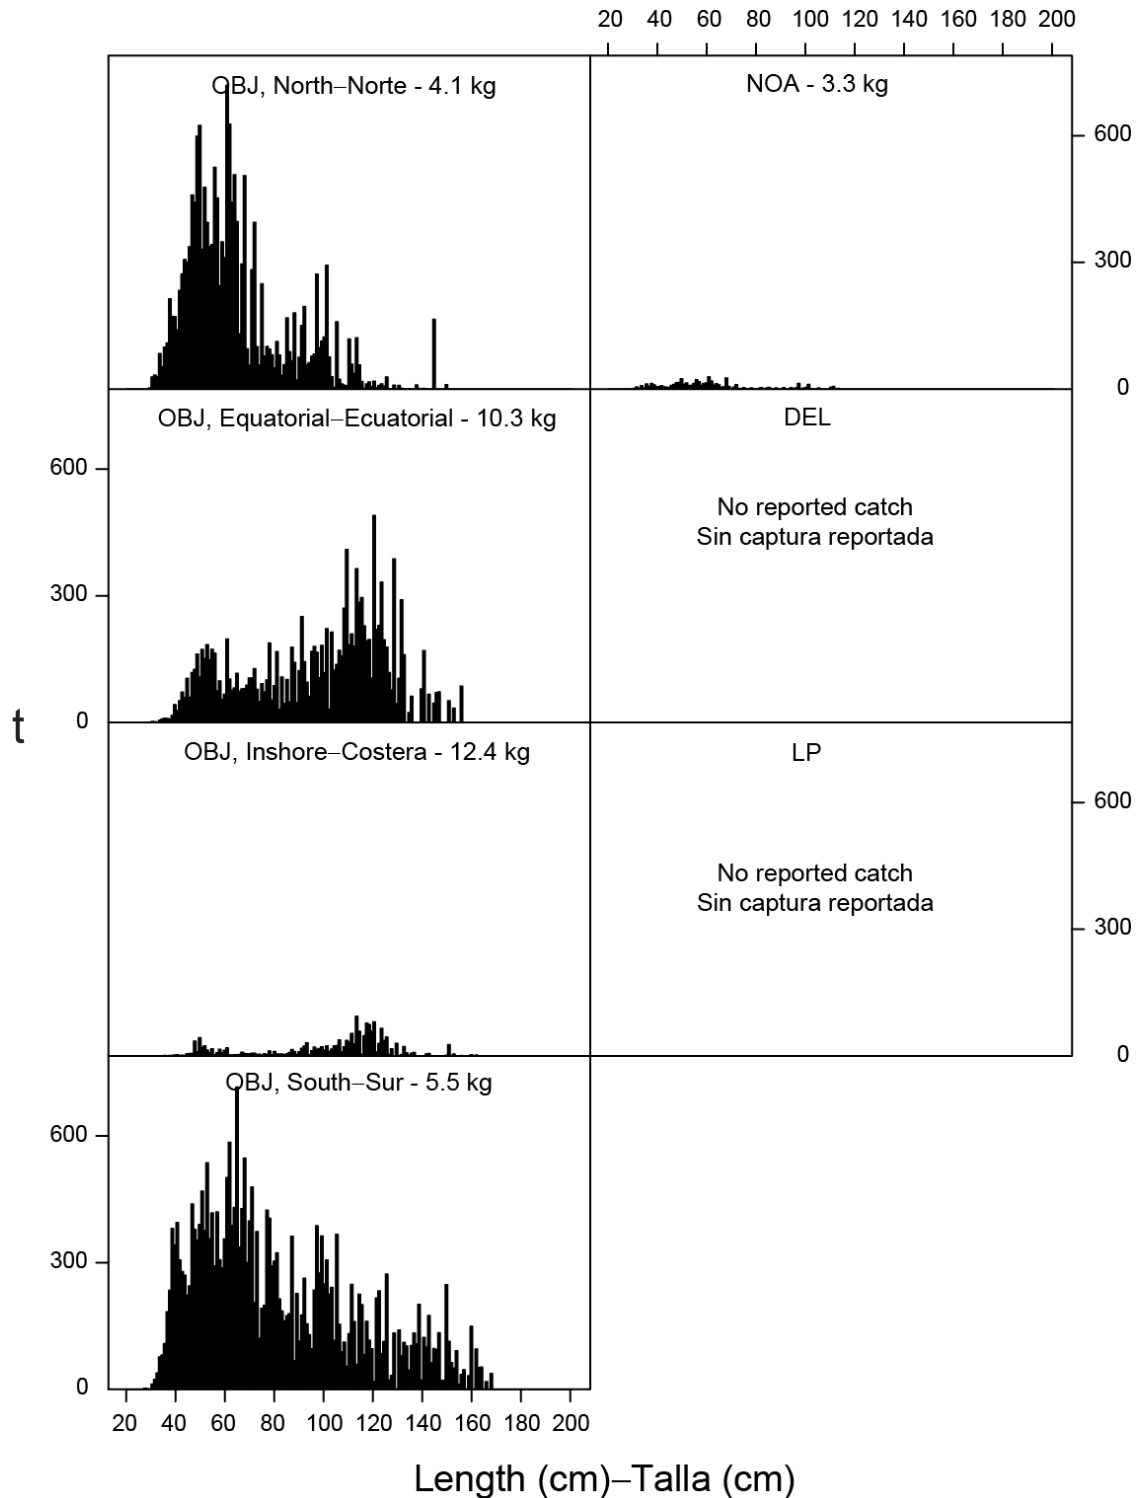 20 40 60 80 100 120 140 160 180 200
OBJ, North–Norte - 4.1 kg
NOA - 3.3 kg
600
300
0
OBJ, Equatorial–Ecuatorial - 10.3 kg
DEL
600
300
0
No reported catch
Sin captura reportada
t
OBJ, Inshore–Costera - 12.4 kg
LP
600
300
0
No reported catch
Sin captura reportada
OBJ, South–Sur - 5.5 kg
600
300
0
20 40 60 80 100 120 140 160 180 200
Length (cm)–Talla (cm)